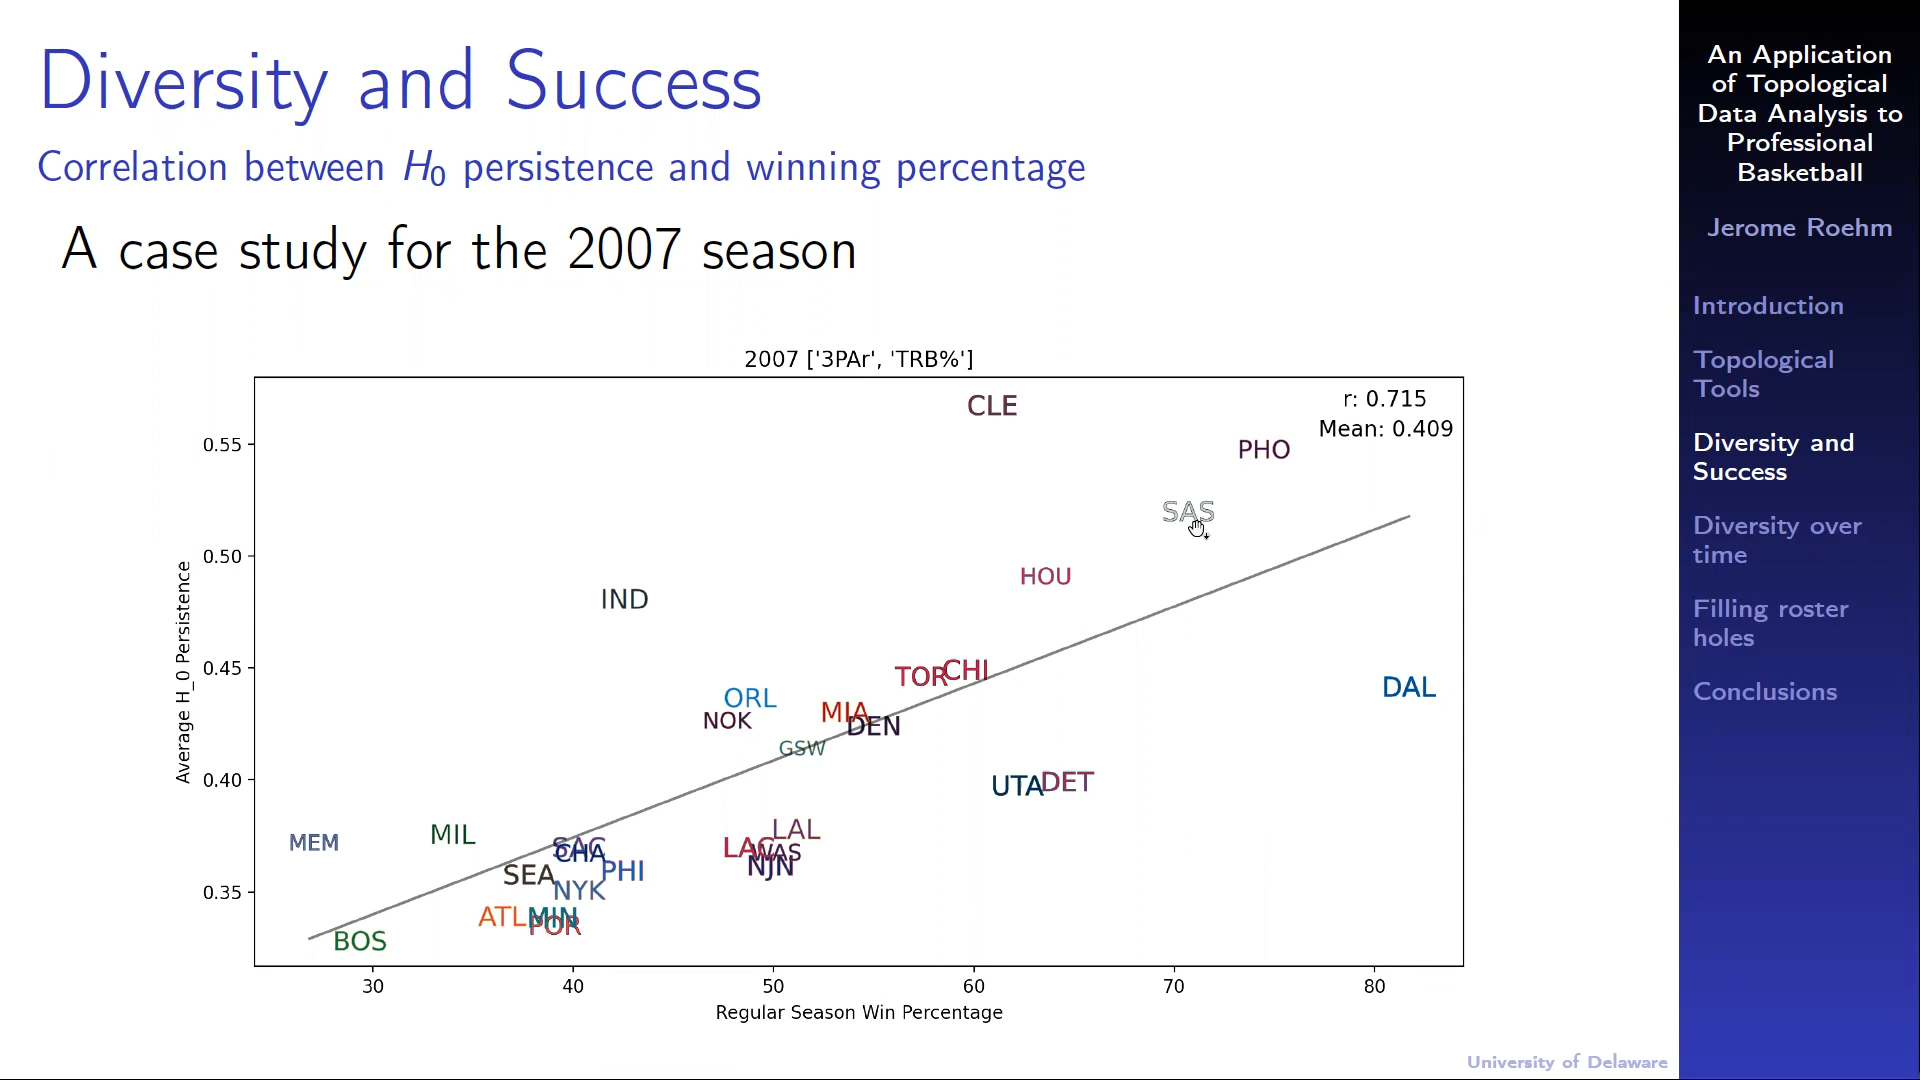 Diversity and Success
Correlation between H0 persistence and winning percentage
A case study for the 2007 season
2007 ['3PAr', 'TRB%']
r: 0.715
Mean: 0.409
CLE
PHO
SAS
HOU
IND
TOR
CHI
DAL
ORL
NOK
MIA
DEN
GSW
UTA
DET
MEM
MIL
LAL
SAC
CHA
LAC
WAS
NJN
SEA
PHI
NYK
ATL
MIN
POR
BOS
0.55
0.50
0.45
0.40
0.35
Average H_0 Persistence
30 40 50 60 70 80
Regular Season Win Percentage
University of Delaware
An Application
of Topological
Data Analysis to
Professional
Basketball
Jerome Roehm
Introduction
Topological
Tools
Diversity and
Success
Diversity over
time
Filling roster
holes
Conclusions